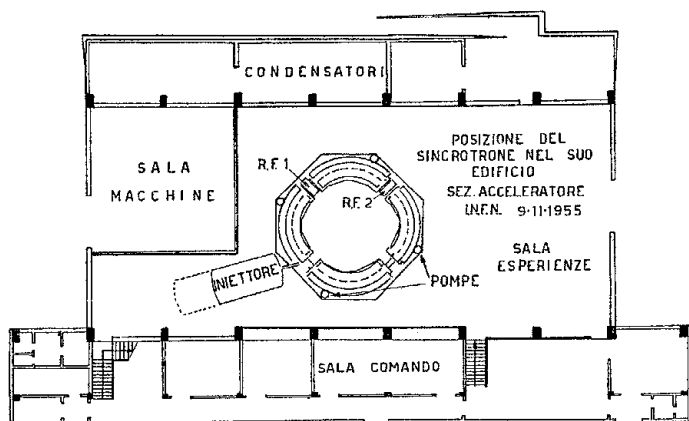 CONDENSATORI
POSIZIONE DEL
SINCROTRONE NEL SUO
EDIFICIO
SEZ. ACCELERATORE
I.N.F.N. 9-11-1955
SALA
MACCHINE
R.F. 1
R.F. 2
SALA
ESPERIENZE
INIETTORE
POMPE
SALA COMANDO